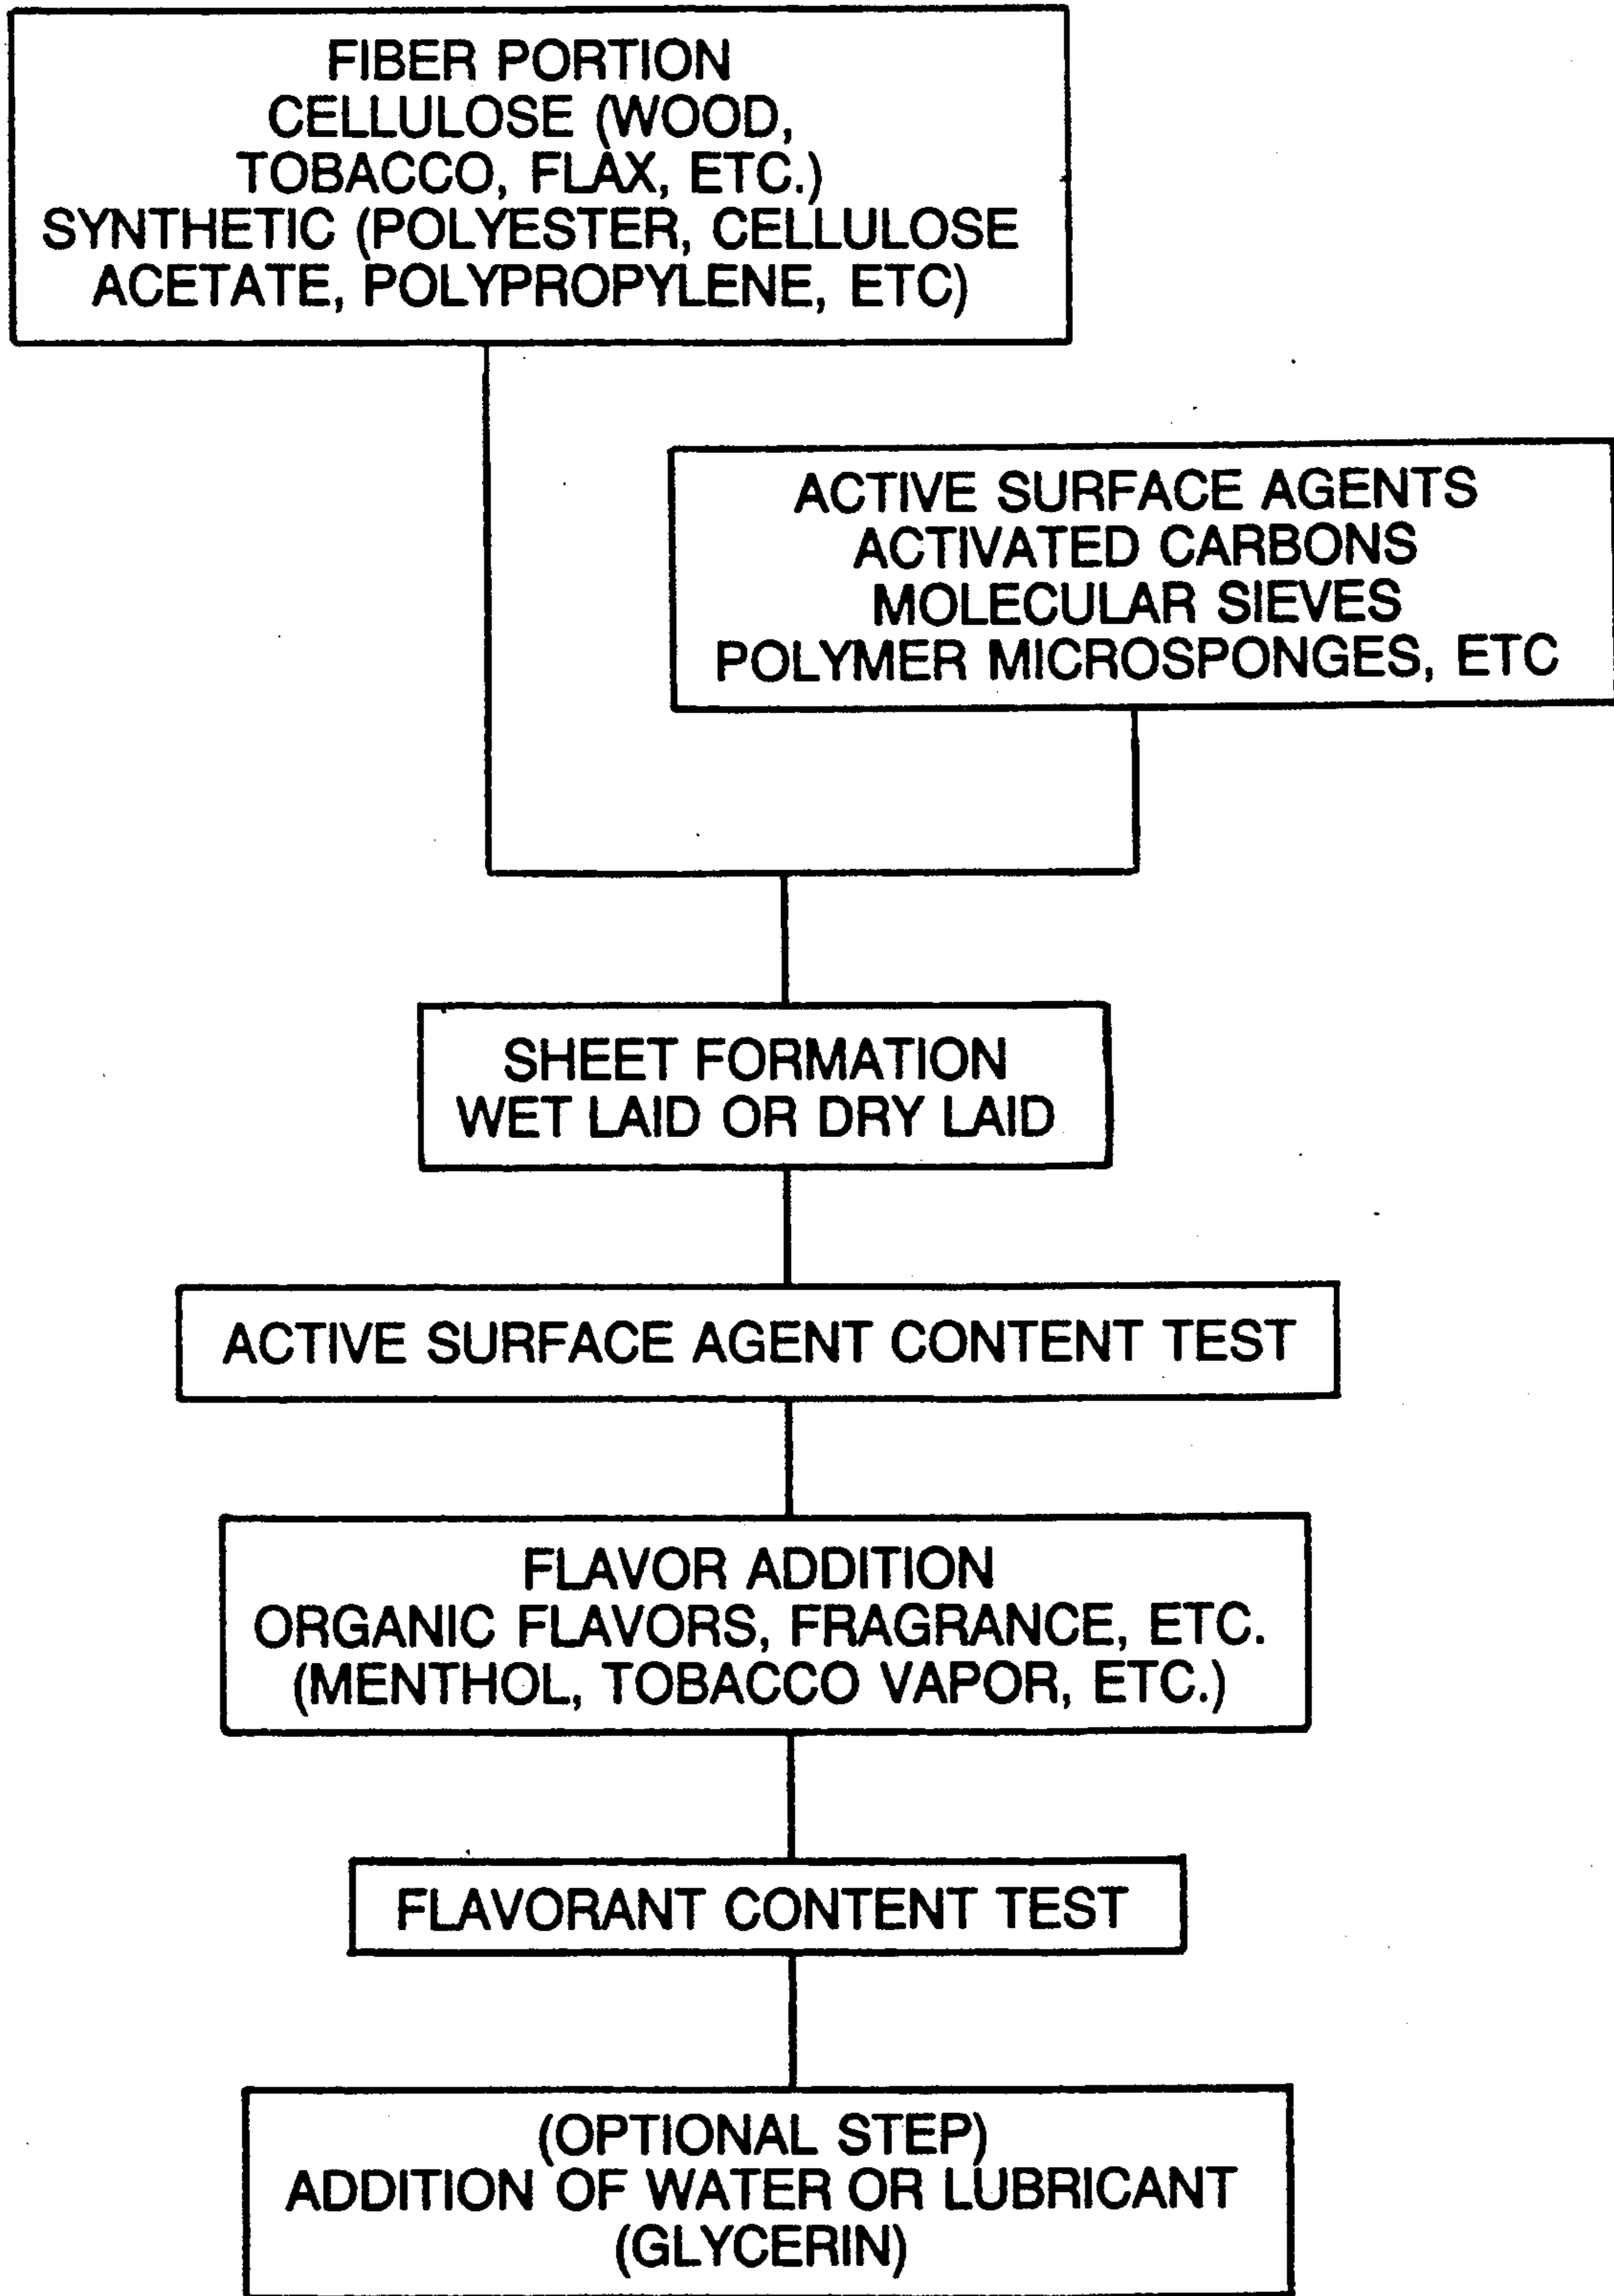 FIBER PORTION
CELLULOSE (WOOD,
TOBACCO, FLAX, ETC.)
SYNTHETIC (POLYESTER, CELLULOSE
ACETATE, POLYPROPYLENE, ETC)
ACTIVE SURFACE AGENTS
ACTIVATED CARBONS
MOLECULAR SIEVES
POLYMER MICROSPONGES, ETC
SHEET FORMATION
WET LAID OR DRY LAID
ACTIVE SURFACE AGENT CONTENT TEST
FLAVOR ADDITION
ORGANIC FLAVORS, FRAGRANCE, ETC.
(MENTHOL, TOBACCO VAPOR, ETC.)
FLAVORANT CONTENT TEST
(OPTIONAL STEP)
ADDITION OF WATER OR LUBRICANT
(GLYCERIN)